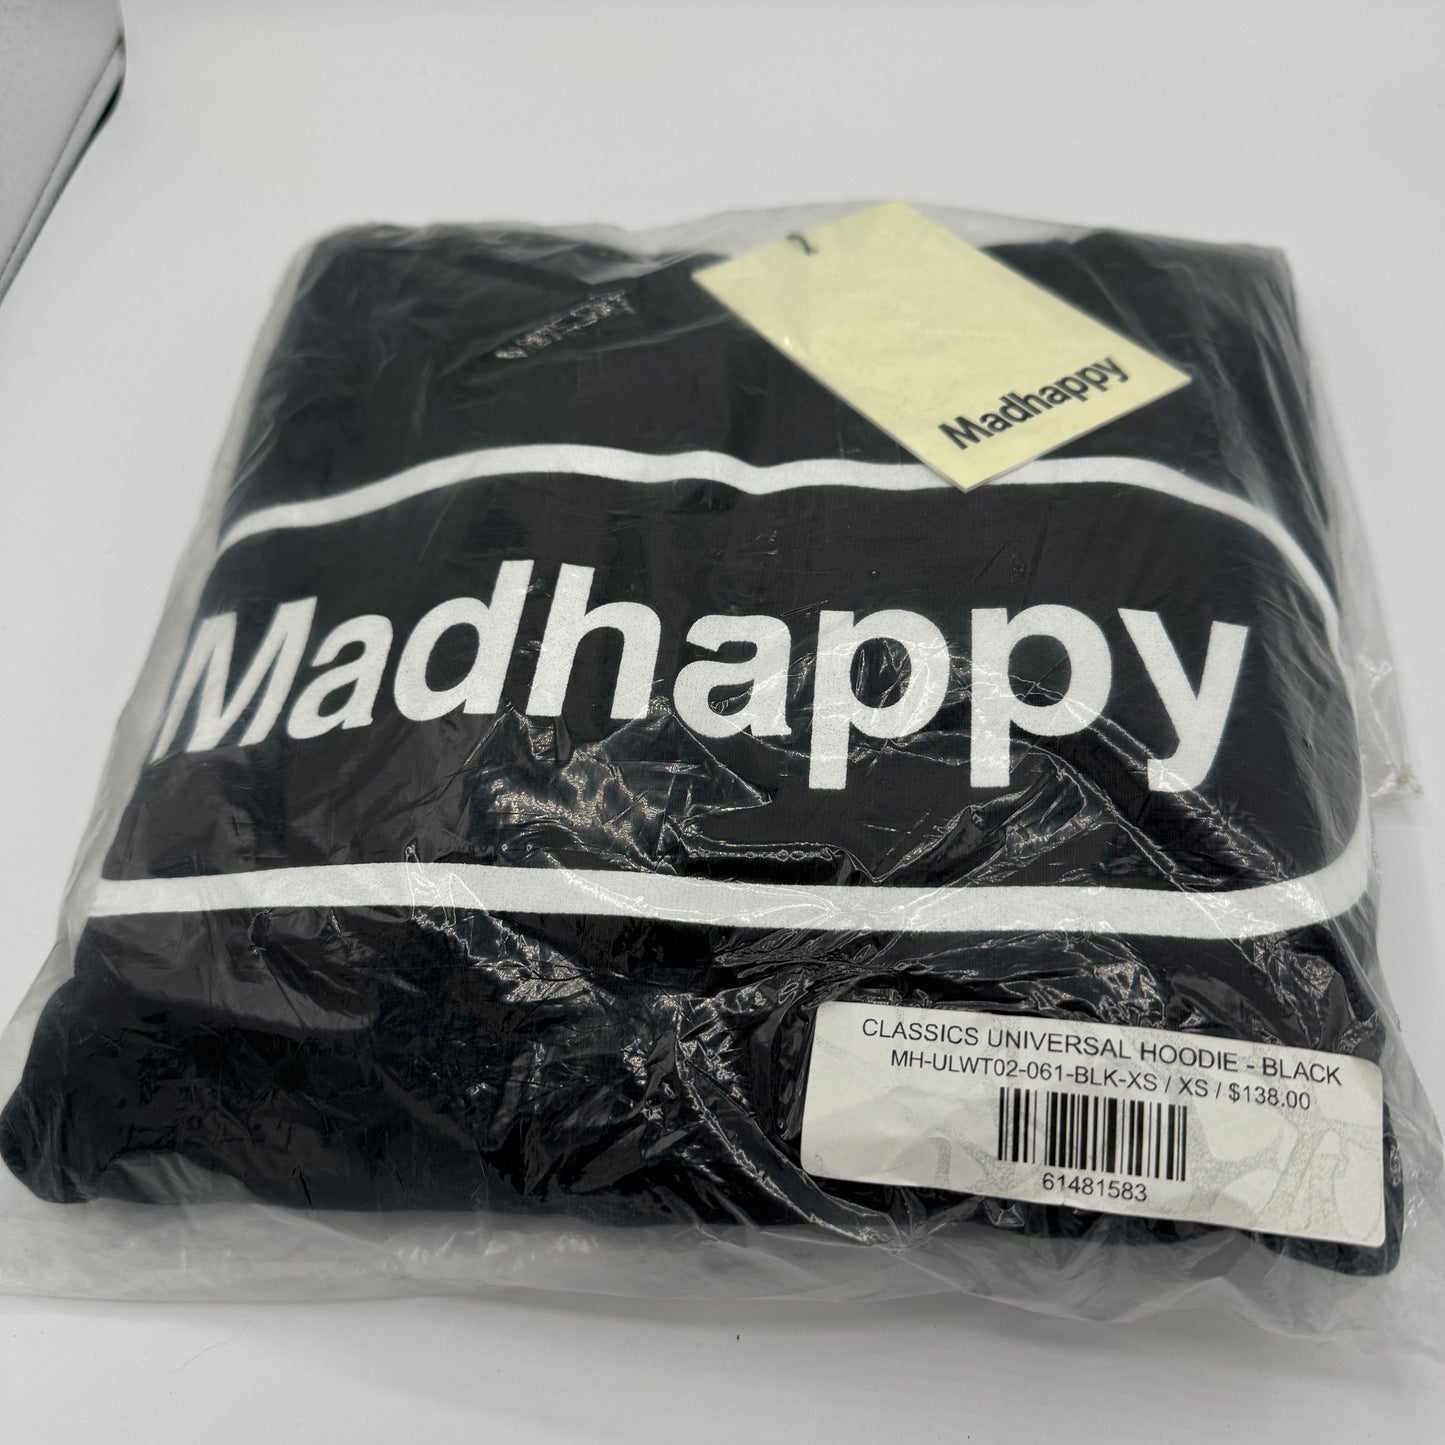 Madhappy
Madhappy
CLASSICS UNIVERSAL HOODIE - BLACK
MH-ULWT02-061-BLK-XS / XS / $138.00
61481583